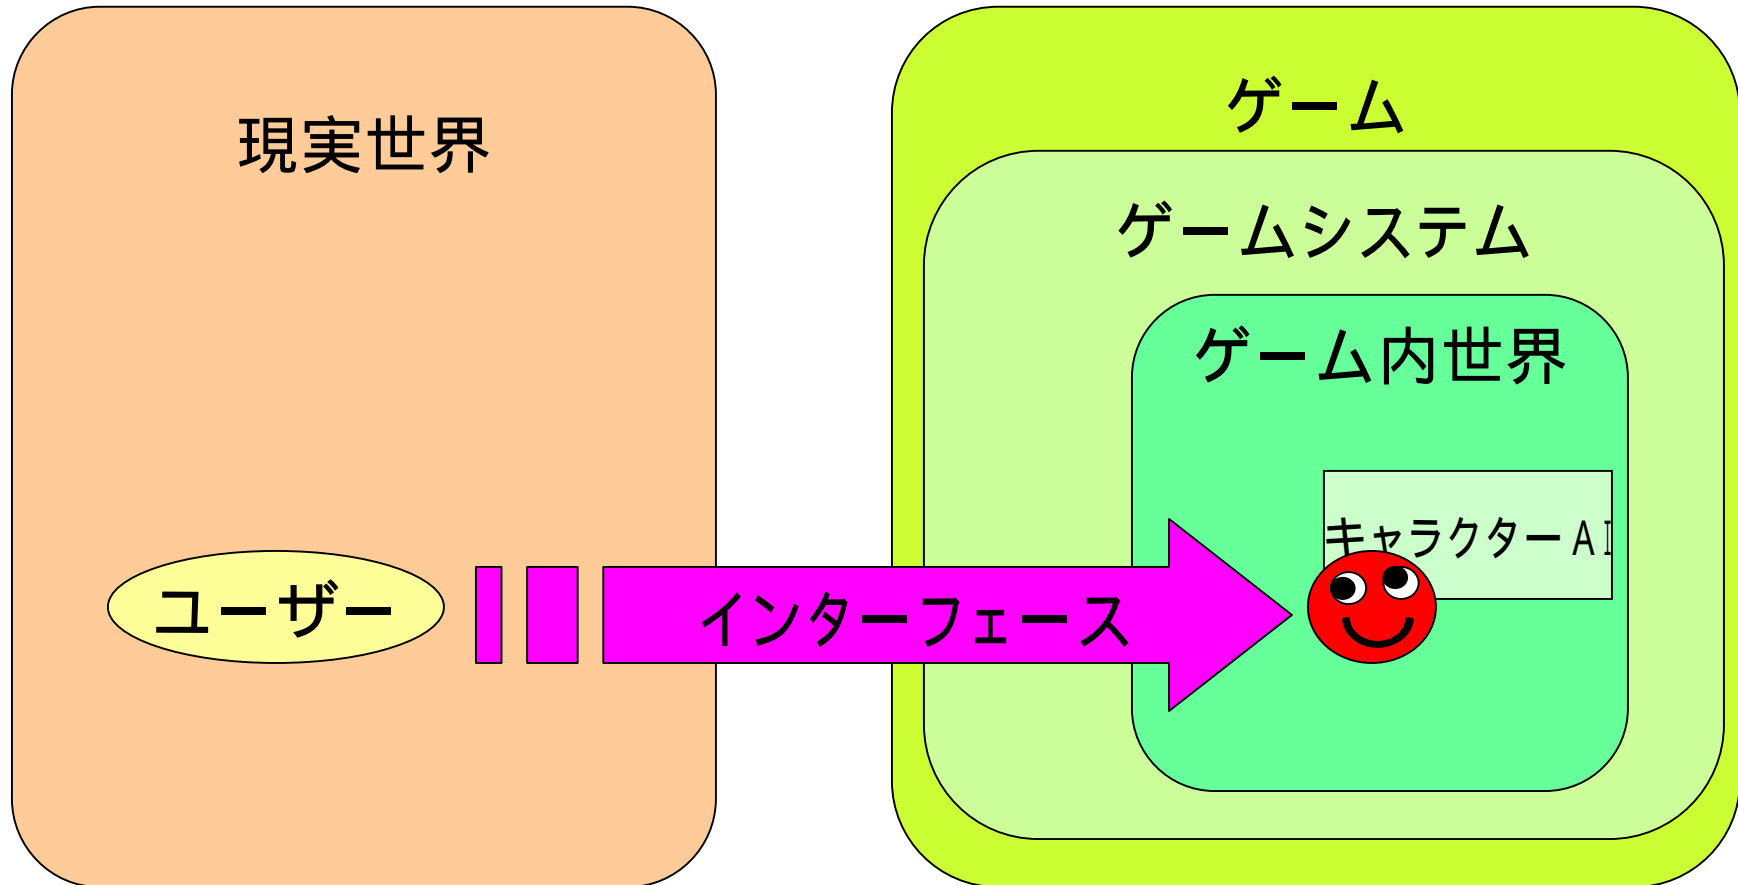 現実世界
ゲーム
ゲームシステム
ゲーム内世界
キャラクターAI
ユーザー
インターフェース